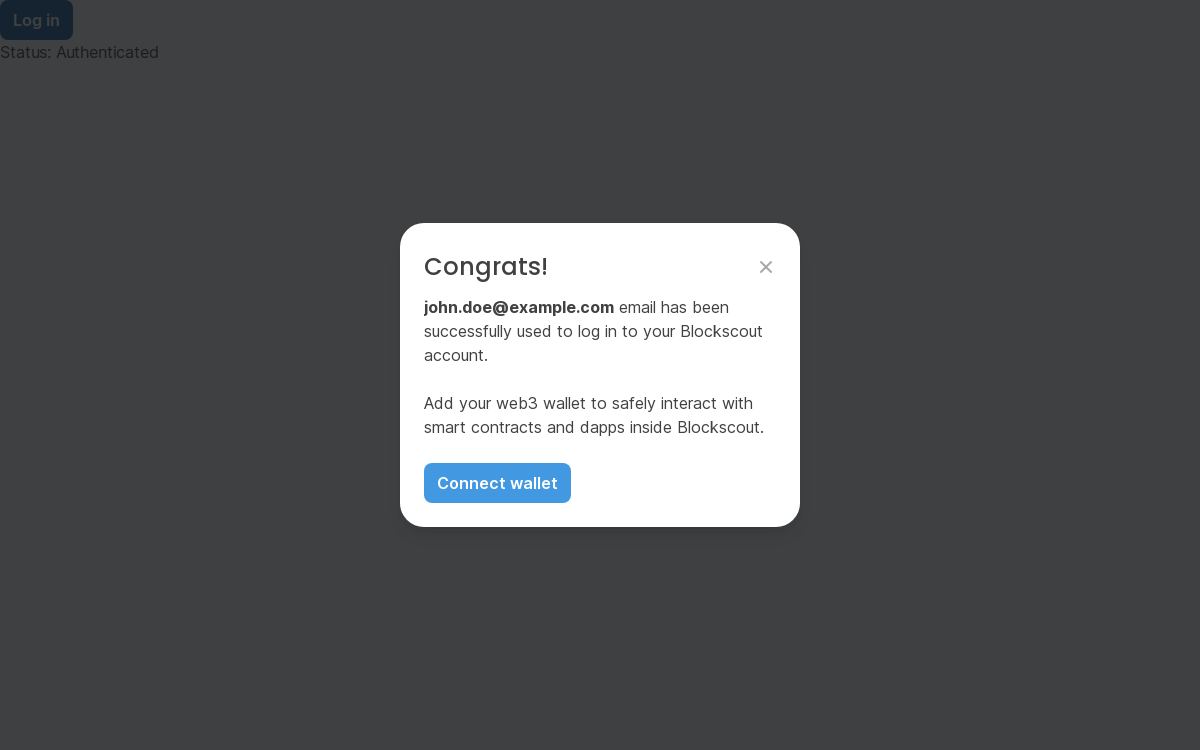 Log in
Status: Authenticated
Congrats!
john.doe@example.com email has been
successfully used to log in to your Blockscout
account.
Add your web3 wallet to safely interact with
smart contracts and dapps inside Blockscout.
Connect wallet